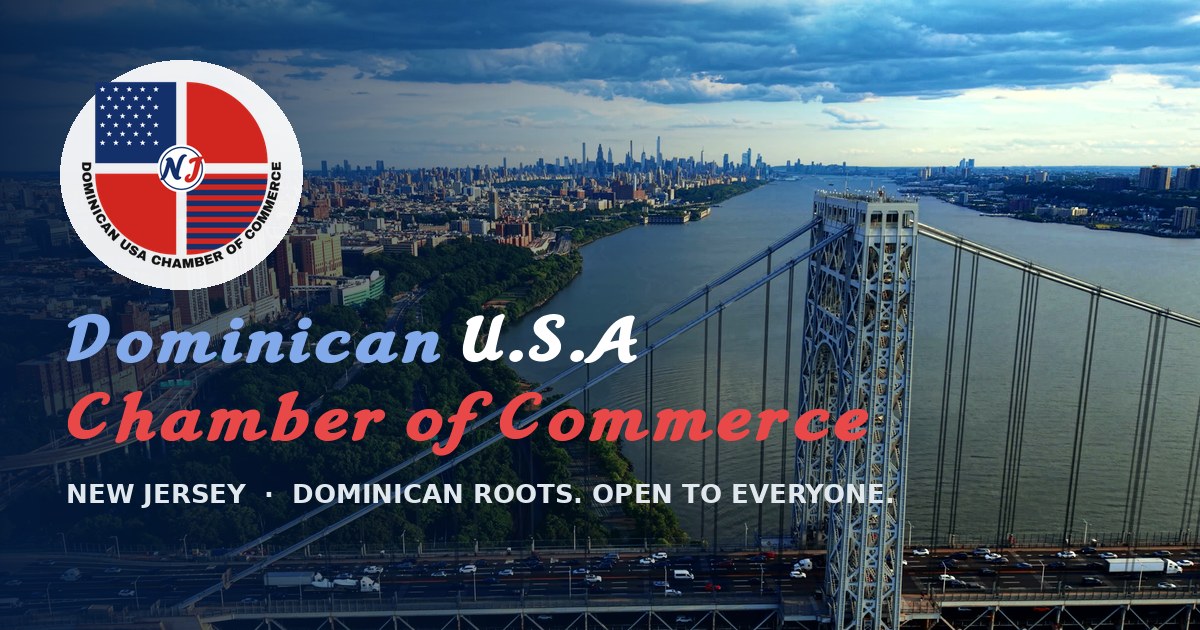 NJ
DOMINICAN USA CHAMBER OF COMMERCE
Dominican U.S.A
Chamber of Commerce
NEW JERSEY · DOMINICAN ROOTS. OPEN TO EVERYONE.